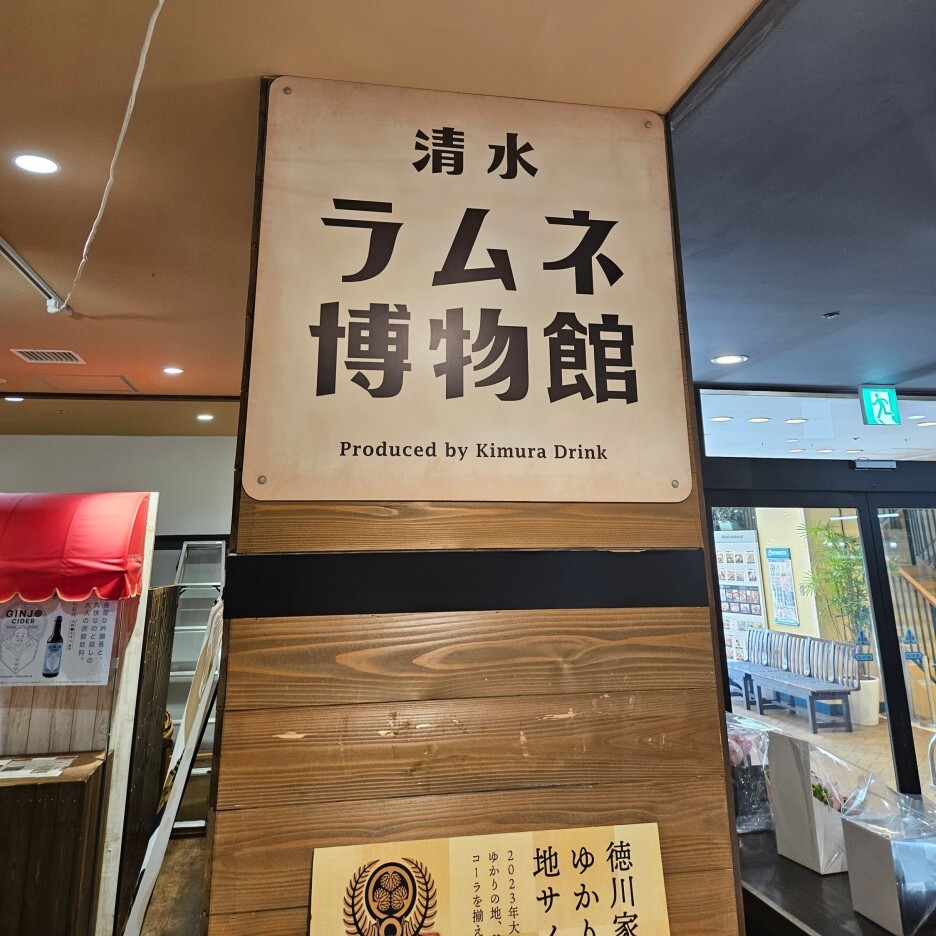 清水
ラムネ
博物館
Produced by Kimura Drink
GINJO
CIDER
徳川家
ゆかり
地サイ
2023年大
ゆかりの地、
コーラを揃え